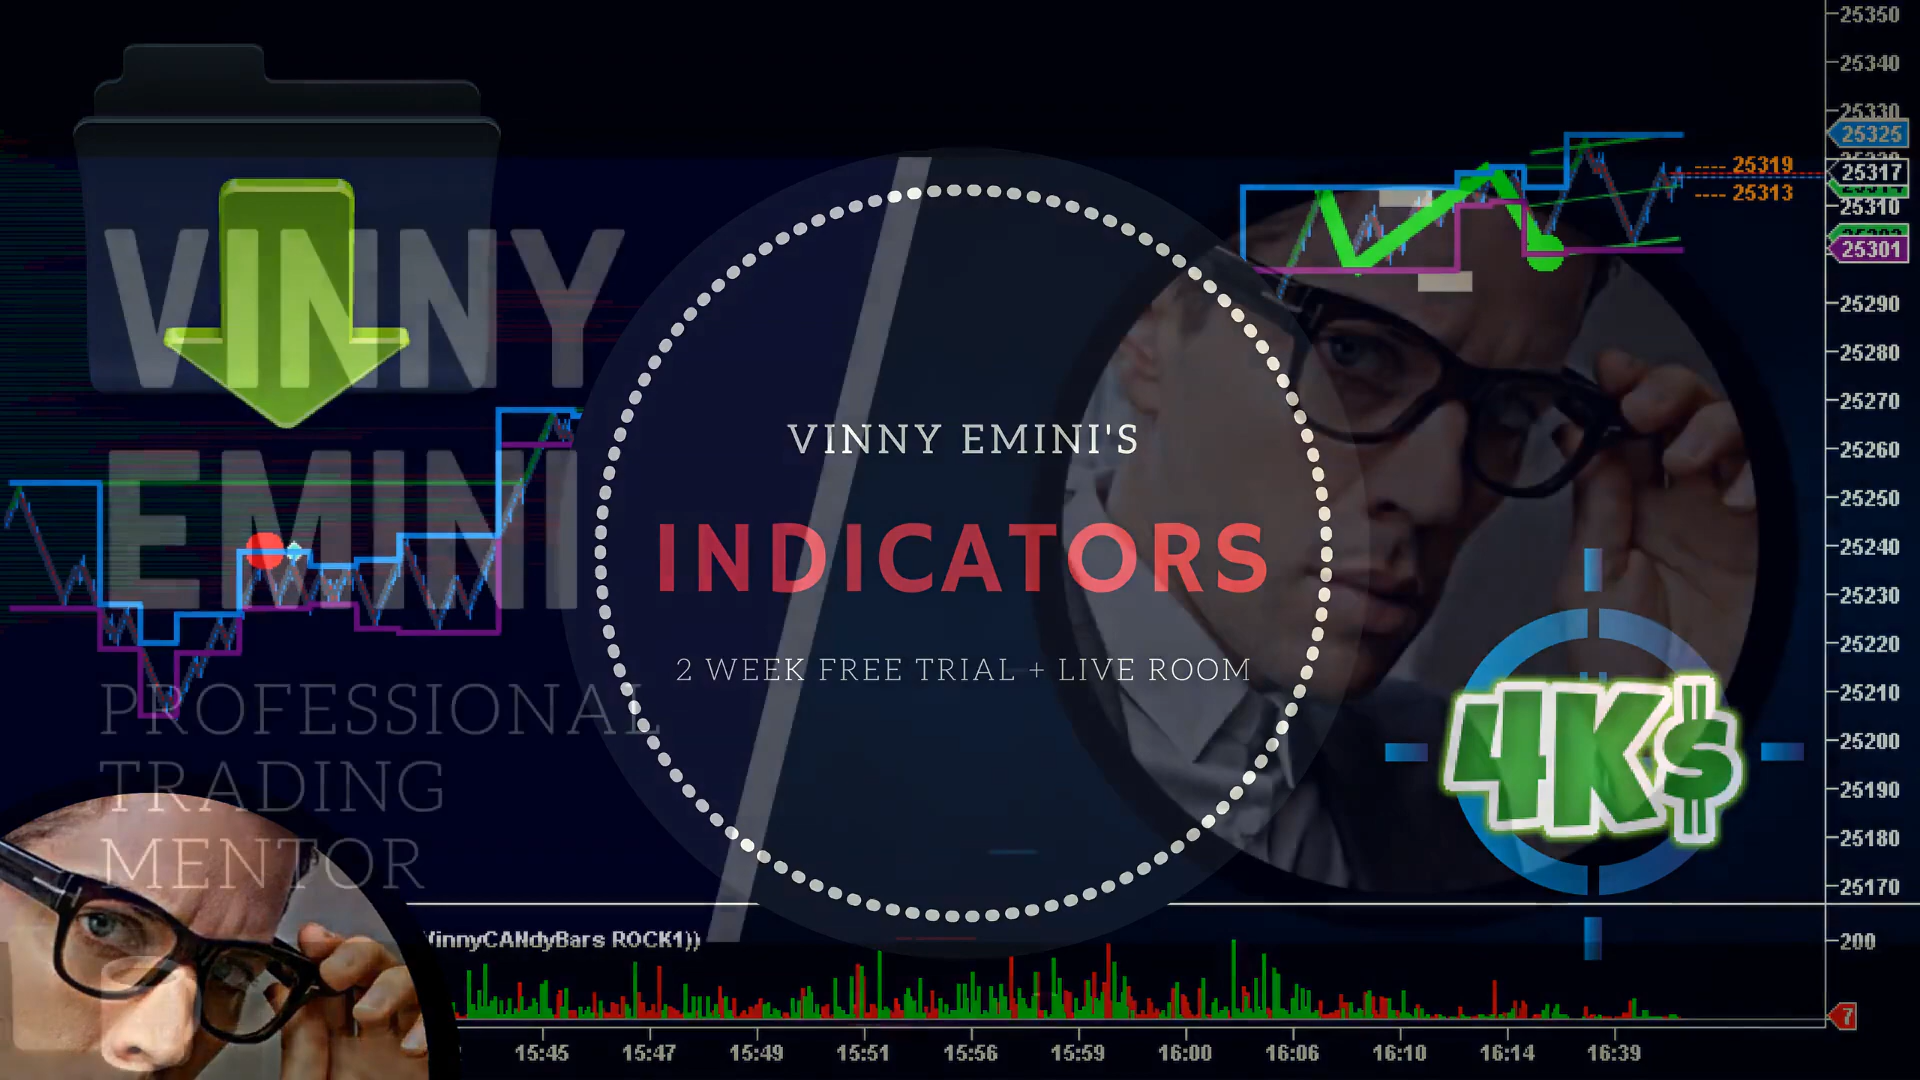 VINNY
EMINI
PROFESSIONAL
TRADING
MENTOR
VINNY EMINI'S
INDICATORS
2 WEEK FREE TRIAL + LIVE ROOM
4K$
25350
25340
25330
25325
25319
25317
25313
25310
25301
25290
25280
25270
25260
25250
25240
25230
25220
25210
25200
25190
25180
25170
VinnyCANdyBars ROCK1))
200
7
15:45 15:47 15:49 15:51 15:56 15:59 16:00 16:06 16:10 16:14 16:39